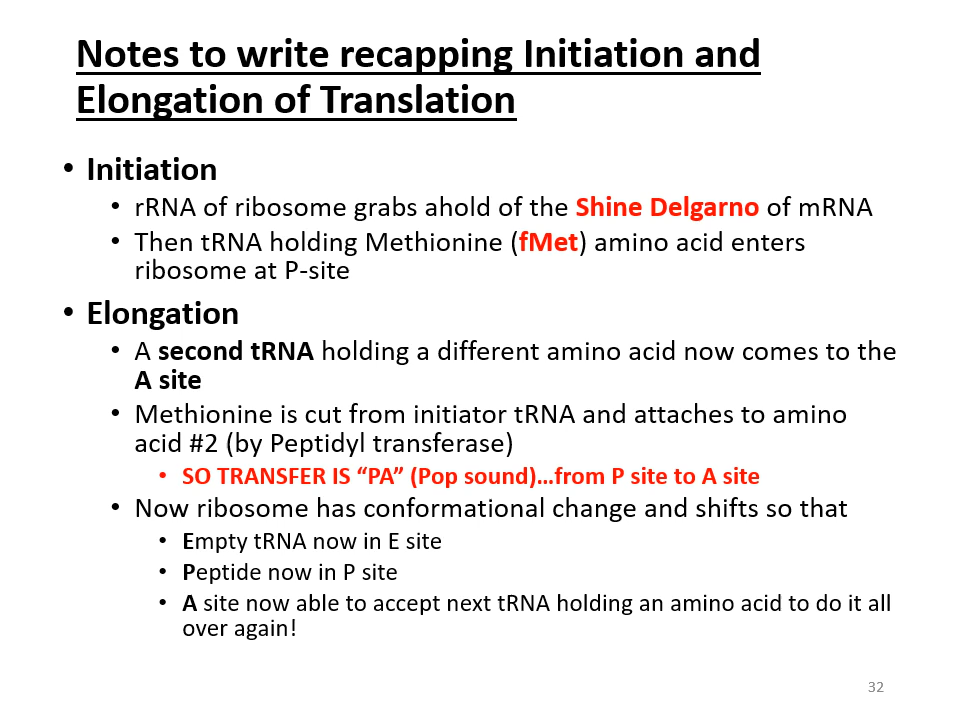 Notes to write recapping Initiation and
Elongation of Translation
• Initiation
• rRNA of ribosome grabs ahold of the Shine Delgarno of mRNA
• Then tRNA holding Methionine (fMet) amino acid enters
ribosome at P-site
• Elongation
• A second tRNA holding a different amino acid now comes to the
A site
• Methionine is cut from initiator tRNA and attaches to amino
acid #2 (by Peptidyl transferase)
• SO TRANSFER IS “PA” (Pop sound)…from P site to A site
• Now ribosome has conformational change and shifts so that
• Empty tRNA now in E site
• Peptide now in P site
• A site now able to accept next tRNA holding an amino acid to do it all
over again!
32